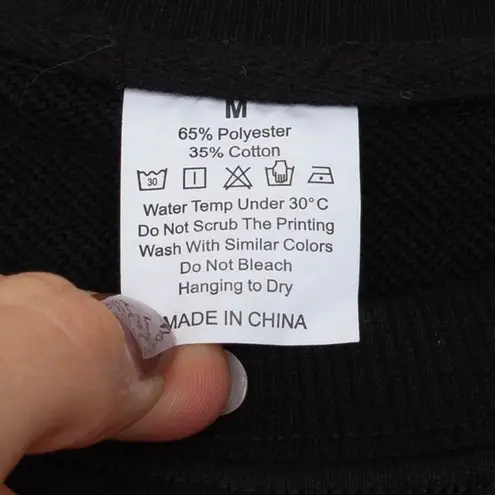 M
65% Polyester
35% Cotton
30
Water Temp Under 30°C
Do Not Scrub The Printing
Wash With Similar Colors
Do Not Bleach
Hanging to Dry
MADE IN CHINA